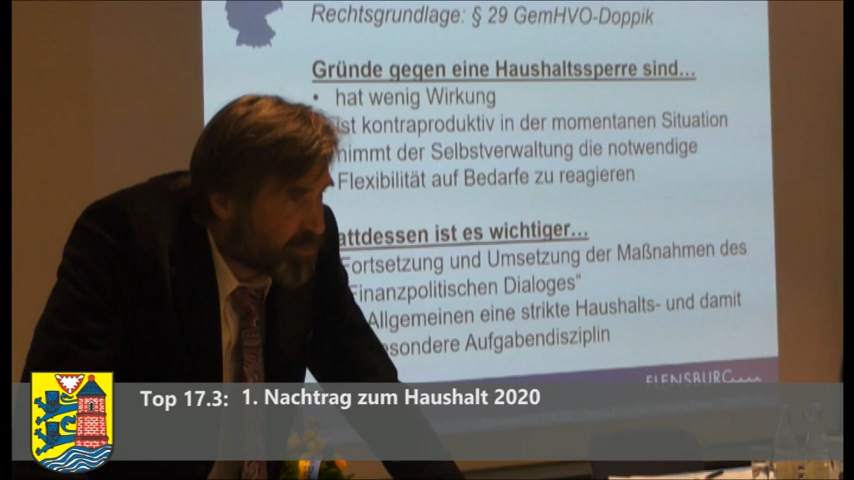 Rechtsgrundlage: § 29 GemHVO-Doppik
Gründe gegen eine Haushaltssperre sind…
• hat wenig Wirkung
ist kontraproduktiv in der momentanen Situation
nimmt der Selbstverwaltung die notwendige
Flexibilität auf Bedarfe zu reagieren
attdessen ist es wichtiger…
Fortsetzung und Umsetzung der Maßnahmen des
Finanzpolitischen Dialoges“
Allgemeinen eine strikte Haushalts- und damit
esondere Aufgabendisziplin
FLENSBURG
Top 17.3: 1. Nachtrag zum Haushalt 2020